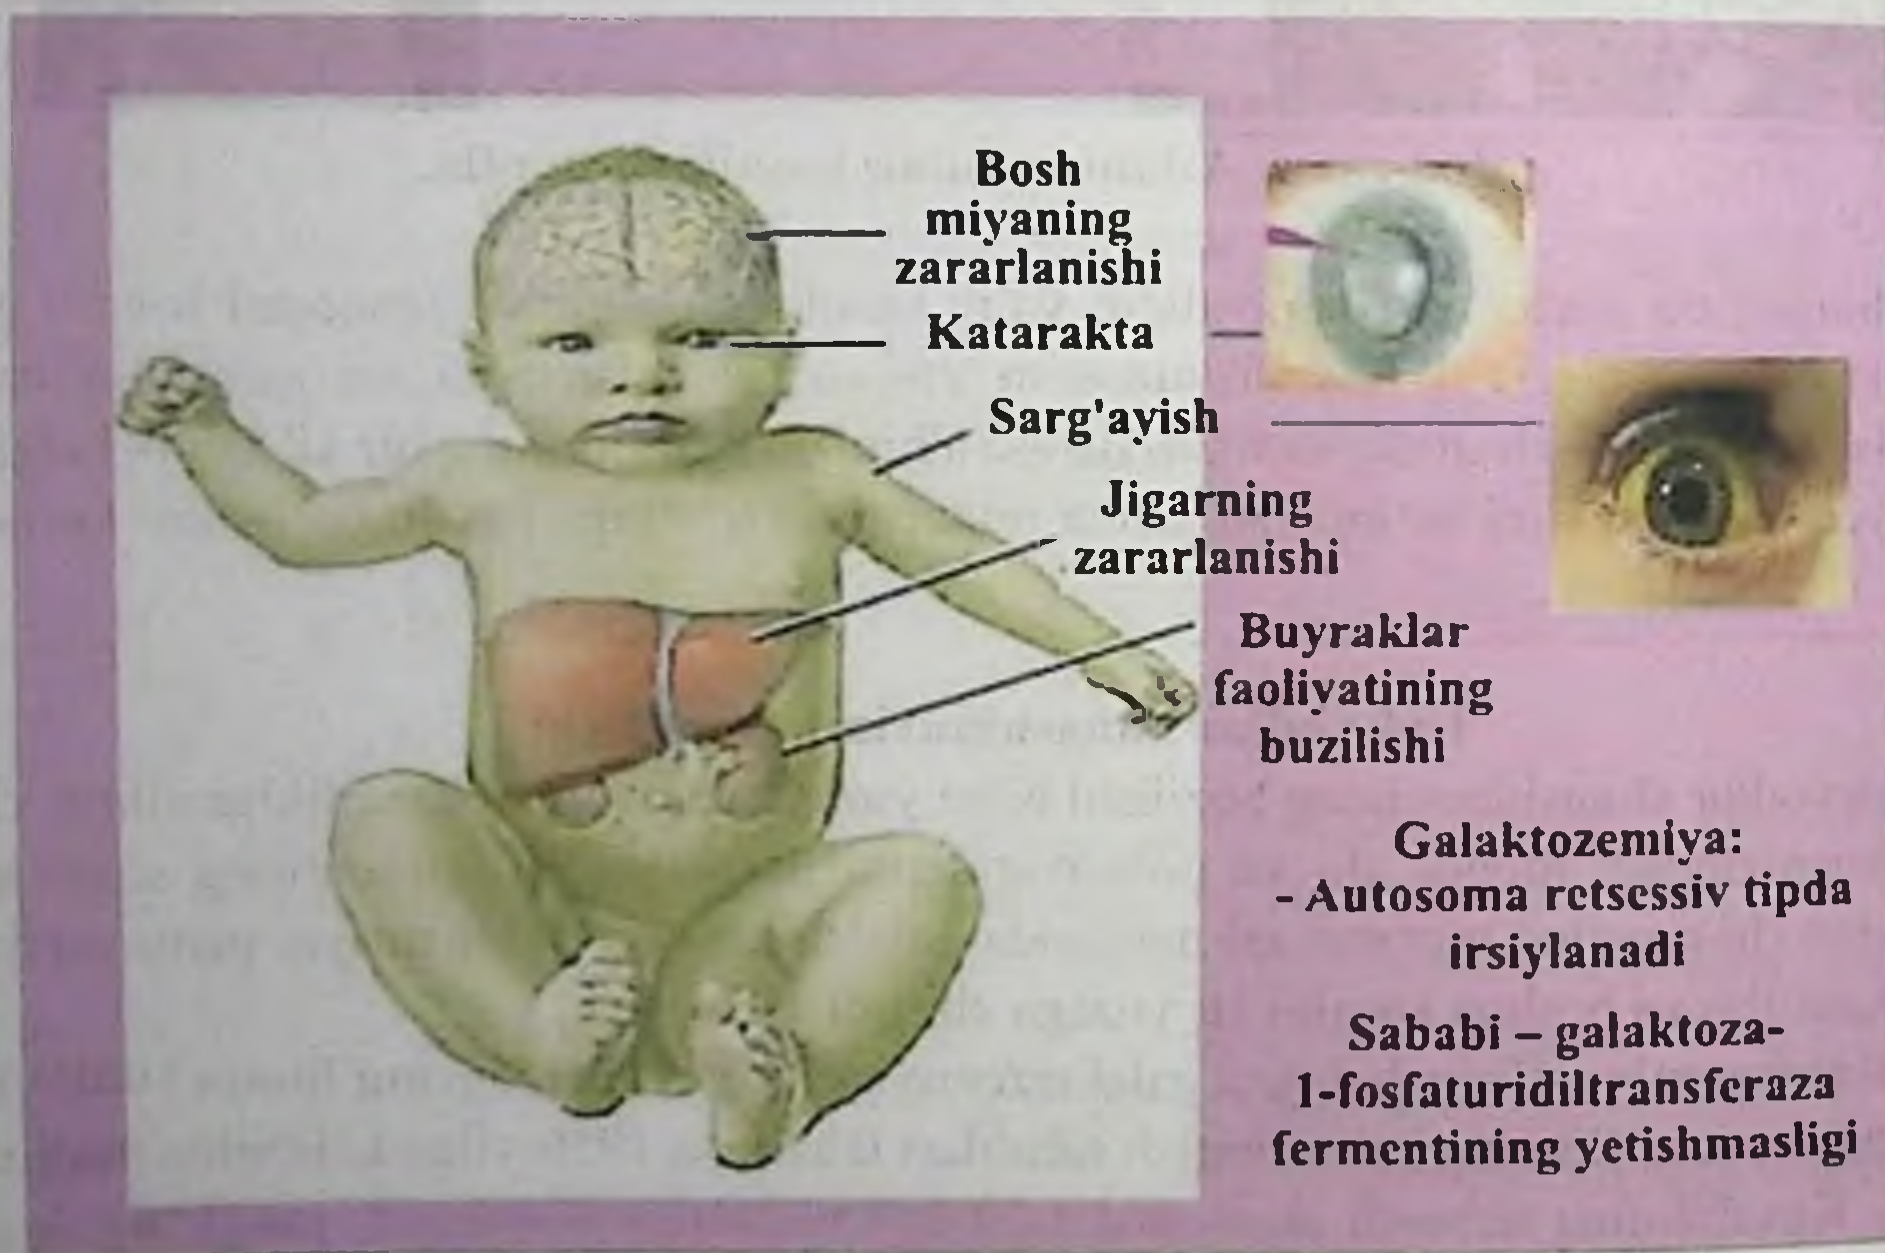 Bosh
miyaning
zararlanishi
Katarakta
Sarg'ayish
Jigarning
zararlanishi
Buyraklar
faoliyatining
buzilishi
Galaktozemiya:
- Autosoma retsessiv tipda
irsiylanadi
Sababi – galaktoza-
1-fosfaturidiltransferaza
fermentining yetishmasligi